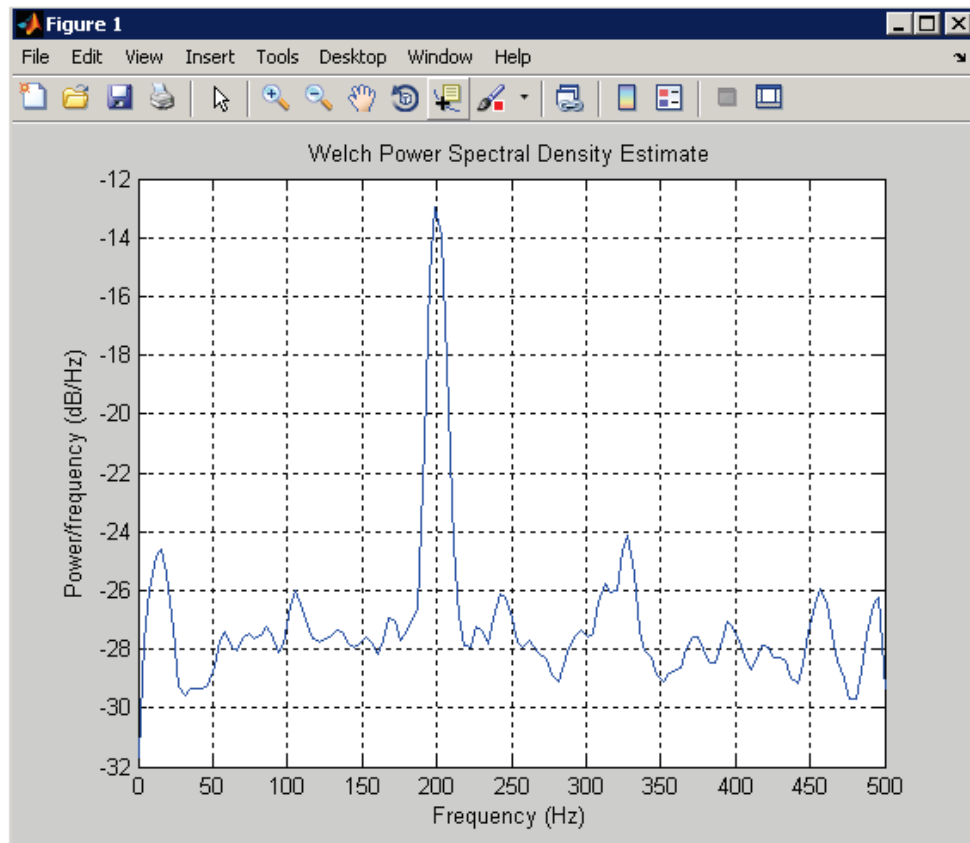 Figure 1
File Edit View Insert Tools Desktop Window Help
Welch Power Spectral Density Estimate
-12
-14
-16
-18
-20
-22
-24
-26
-28
-30
-32
Power/frequency (dB/Hz)
0 50 100 150 200 250 300 350 400 450 500
Frequency (Hz)